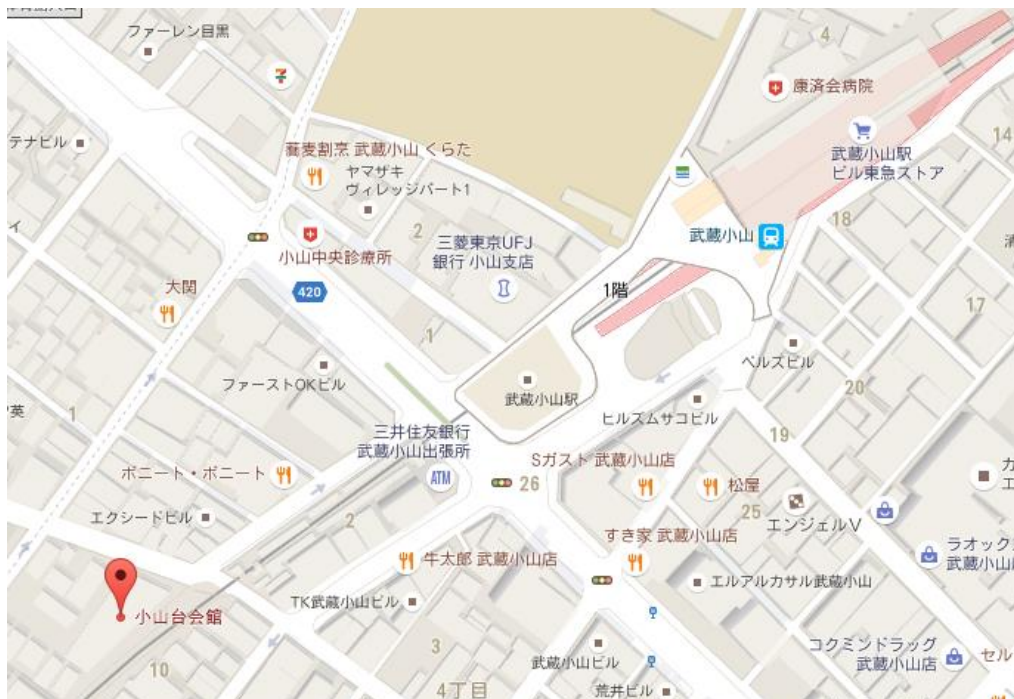 ファーレン目黒
4
康済会病院
テナビル
14
蕎麦割烹 武蔵小山 くらた
武蔵小山駅
ビル東急ストア
ヤマザキ
ヴィレッジパート1
18
2
武蔵小山
小山中央診療所
三菱東京UFJ
銀行 小山支店
大関
420
1階
17
1
ベルズビル
ファーストOKビル
武蔵小山駅
20
1
ヒルズムサコビル
三井住友銀行
武蔵小山出張所
19
ATM
Sガスト 武蔵小山店
ボニート・ボニート
26
松屋
25
エンジェルV
エクシードビル
2
すき家 武蔵小山店
ラオック
武蔵小山
牛太郎 武蔵小山店
エルアルカサル武蔵小山
TK武蔵小山ビル
小山台会館
3
コクミンドラッグ
武蔵小山店
セル
10
武蔵小山ビル
4丁目
荒井ビル